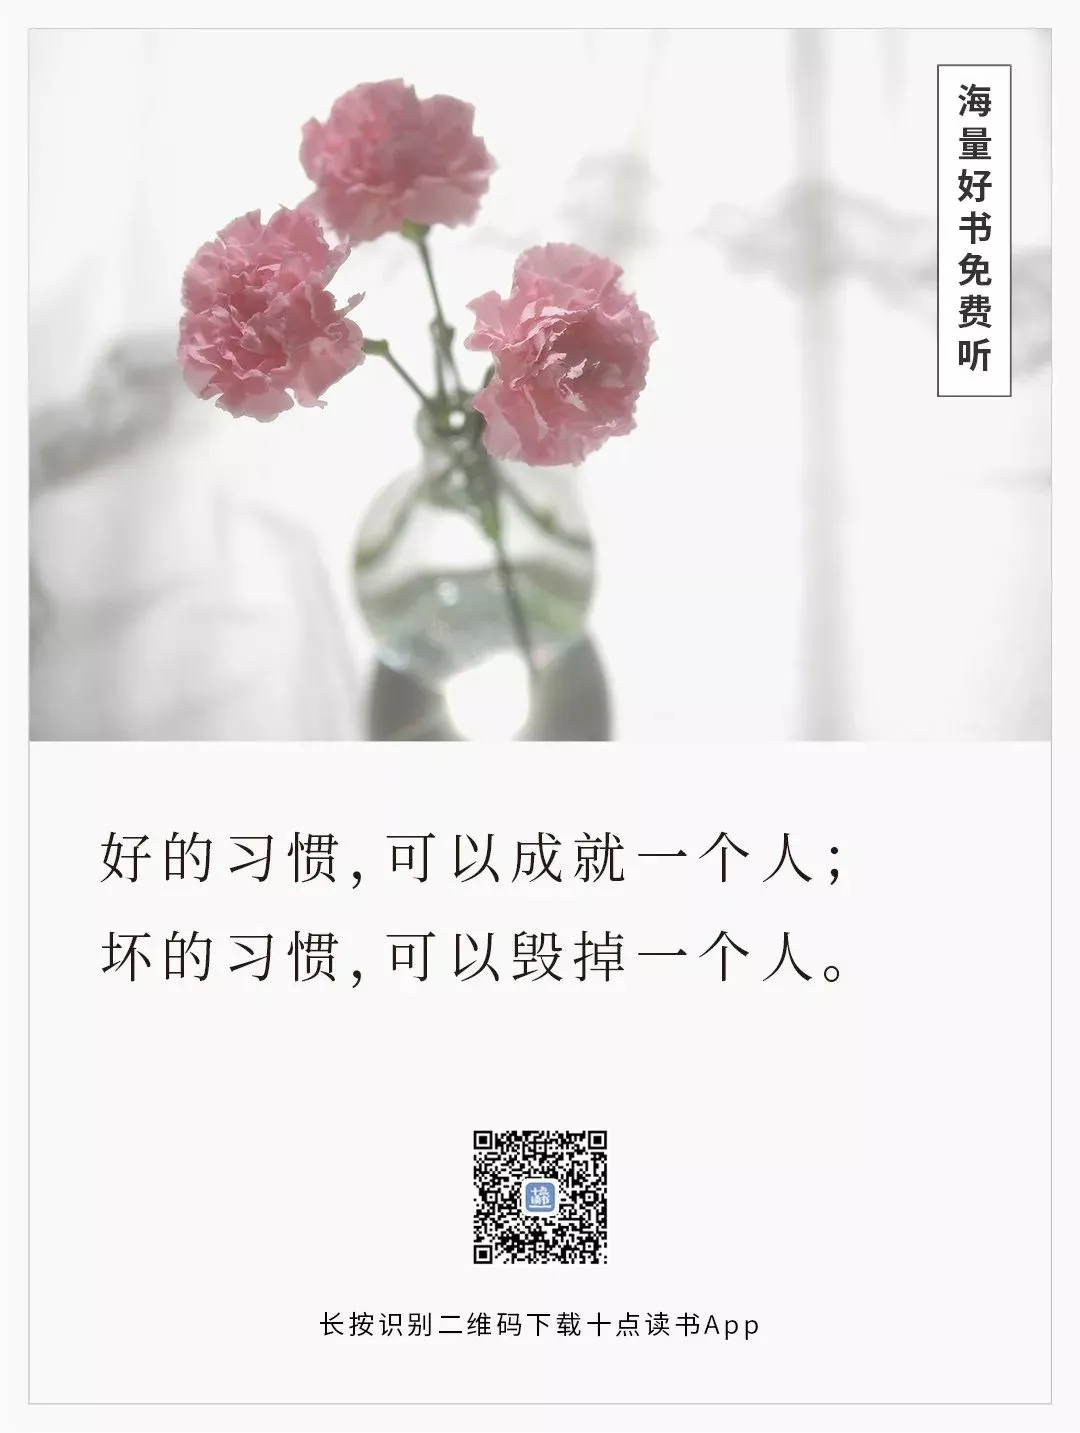 海量好书免费听
好的习惯，可以成就一个人；
坏的习惯，可以毁掉一个人。
长按识别二维码下载十点读书App